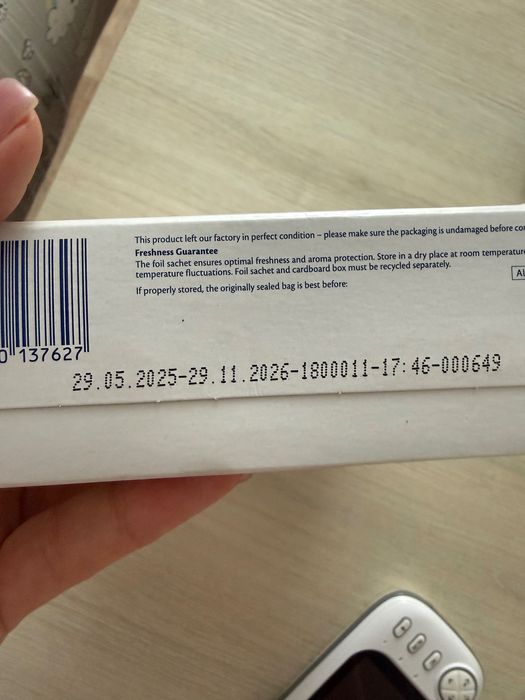 This product left our factory in perfect condition – please make sure the packaging is undamaged before
Freshness Guarantee
The foil sachet ensures optimal freshness and aroma protection. Store in a dry place at room temperature
temperature fluctuations. Foil sachet and cardboard box must be recycled separately.
If properly stored, the originally sealed bag is best before:
0 137627
29.05.2025-29.11.2026-1800011-17:46-000649